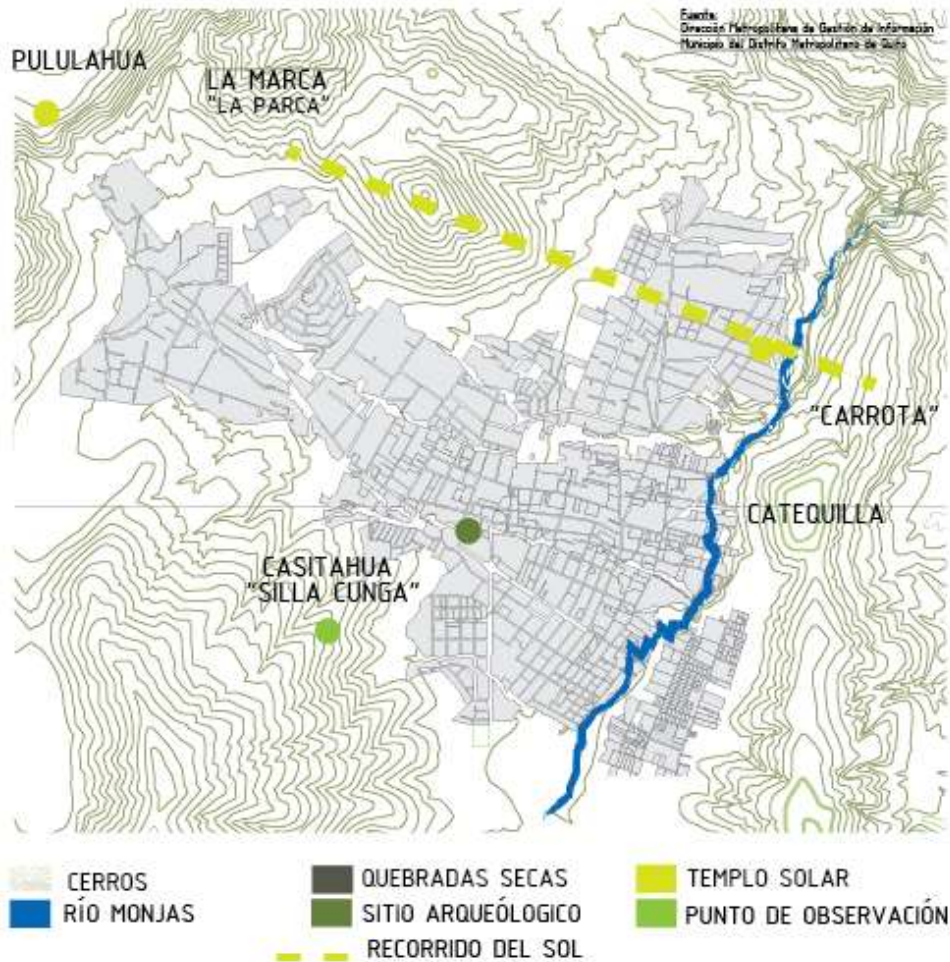 Fuente:
Dirección Metropolitana de Gestión de Información
Municipio del Distrito Metropolitano de Quito
PULULAHUA
LA MARCA
"LA PARCA"
"CARROTA"
CATEQUILLA
CASITAHUA
"SILLA CUNGA"
CERROS
QUEBRADAS SECAS
TEMPLO SOLAR
RÍO MONJAS
SITIO ARQUEÓLOGICO
PUNTO DE OBSERVACIÓN
RECORRIDO DEL SOL